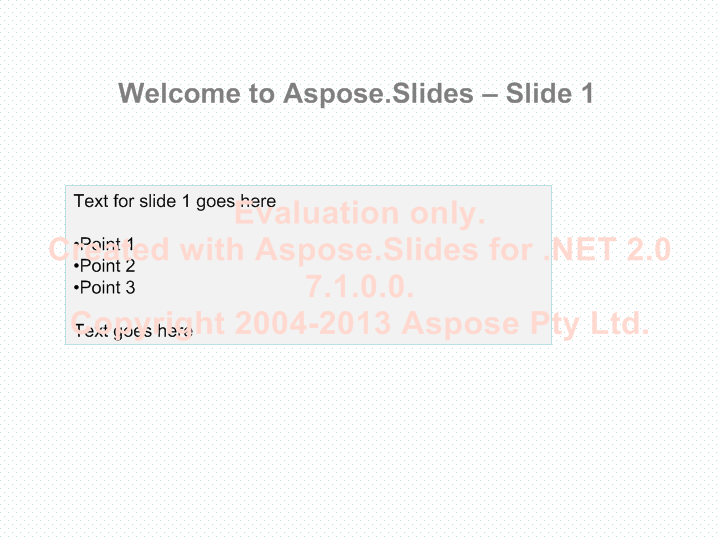 Welcome to Aspose.Slides – Slide 1
Text for slide 1 goes here
Evaluation only.
•Point 1
Created with Aspose.Slides for .NET 2.0
•Point 2
•Point 3
7.1.0.0.
Copyright 2004-2013 Aspose Pty Ltd.
Text goes here